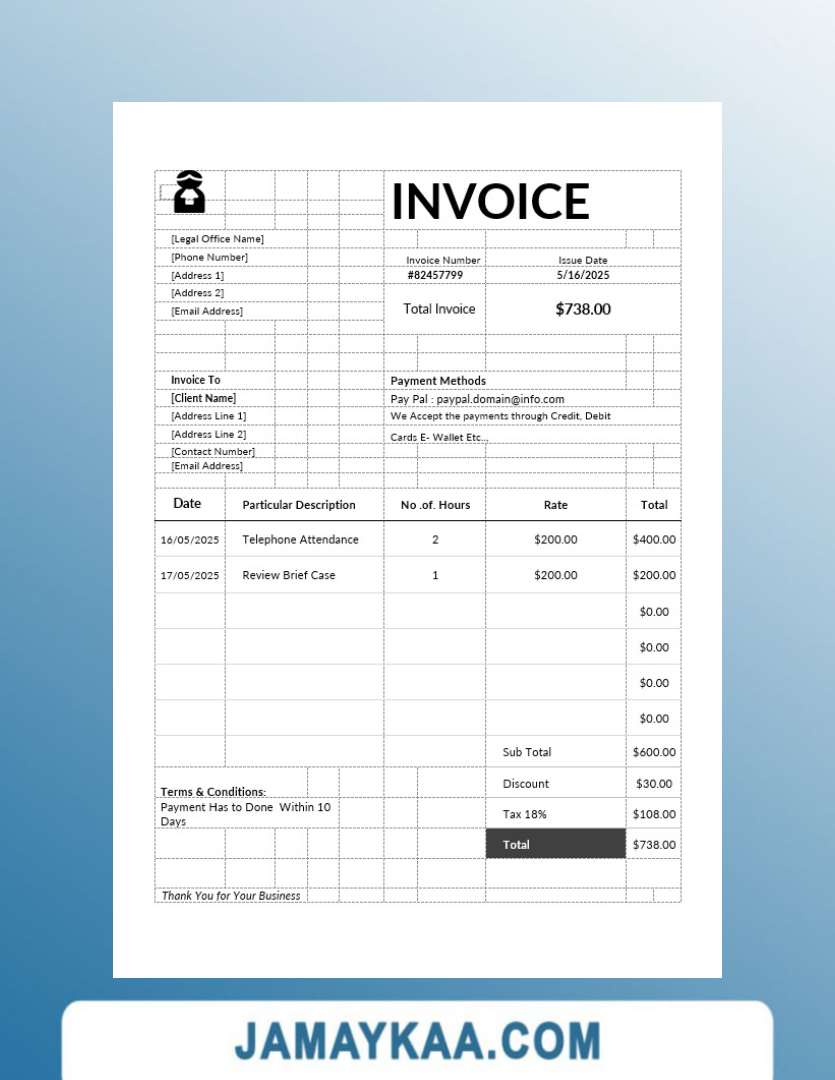 INVOICE
[Legal Office Name]
[Phone Number]
Invoice Number Issue Date
[Address 1]
#82457799 5/16/2025
[Address 2]
[Email Address]
Total Invoice $738.00
Invoice To
Payment Methods
[Client Name]
Pay Pal : paypal.domain@info.com
[Address Line 1]
We Accept the payments through Credit, Debit
[Address Line 2]
Cards E- Wallet Etc...
[Contact Number]
[Email Address]
Date Particular Description No .of. Hours Rate Total
16/05/2025 Telephone Attendance 2 $200.00 $400.00
17/05/2025 Review Brief Case 1 $200.00 $200.00
$0.00
$0.00
$0.00
$0.00
Sub Total $600.00
Discount $30.00
Terms & Conditions:
Payment Has to Done Within 10
Days
Tax 18% $108.00
Total $738.00
Thank You for Your Business
JAMAYKAA.COM